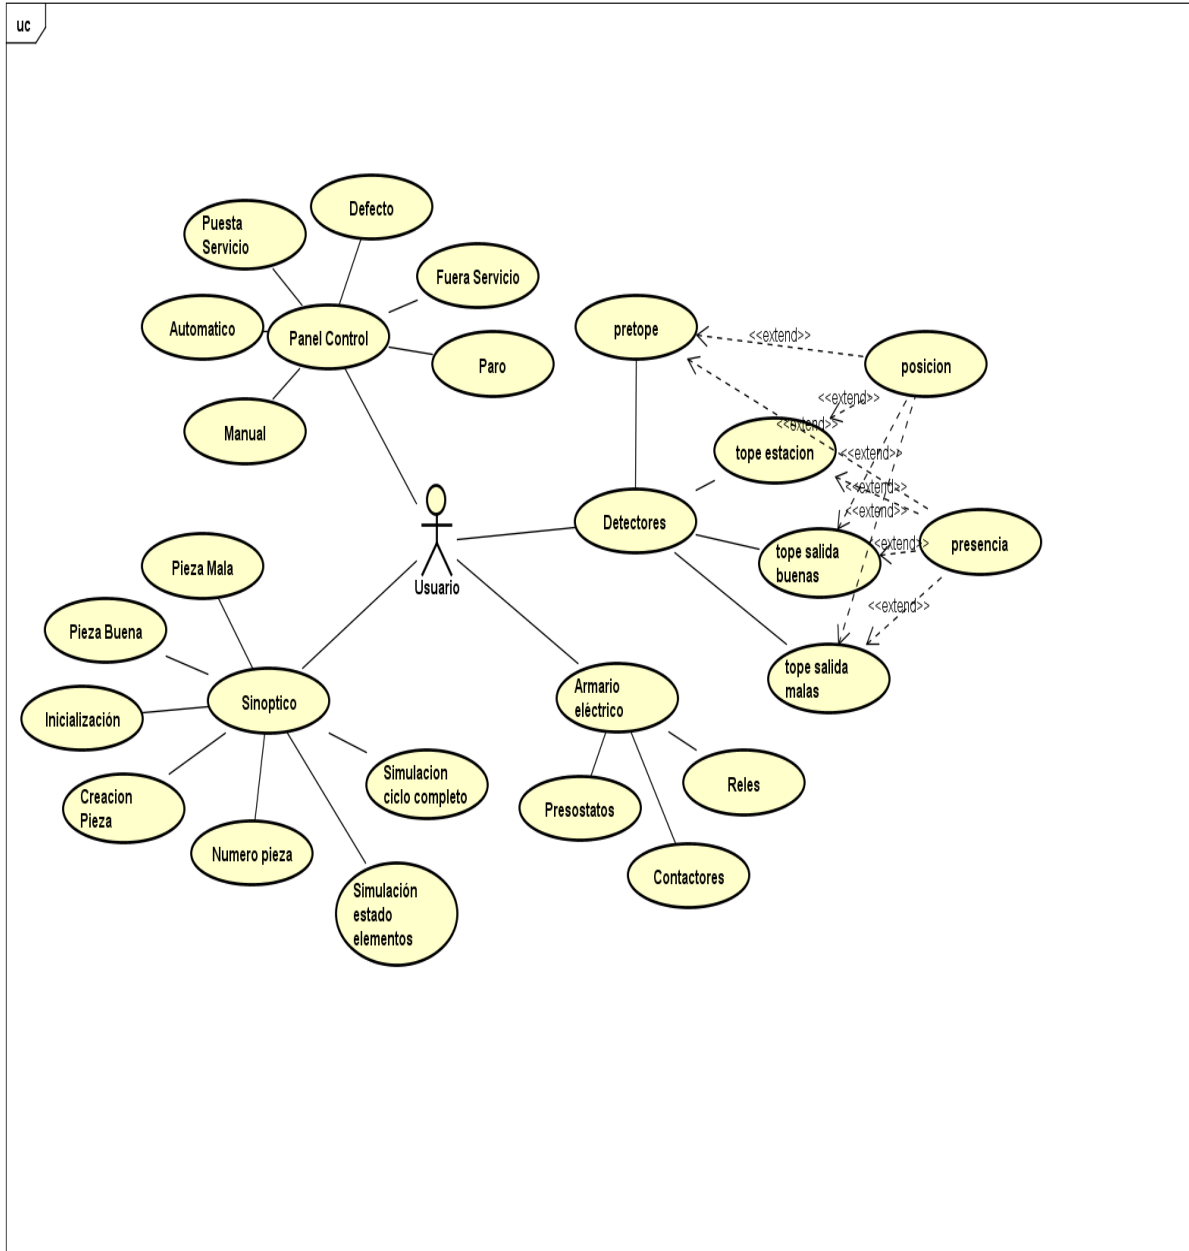 uc
Defecto
Puesta
Servicio
Fuera Servicio
Automatico
Panel Control
Paro
Manual
pretope
<<extend>>
posicion
<<extend>>
<<extend>>
tope estacion
<<extend>>
<<extend>>
<<extend>>
Detectores
<<extend>>
presencia
tope salida
buenas
<<extend>>
tope salida
malas
Usuario
Pieza Mala
Pieza Buena
Inicialización
Sinoptico
Creacion
Pieza
Numero pieza
Simulación
estado
elementos
Simulacion
ciclo completo
Armario
eléctrico
Presostatos
Reles
Contactores